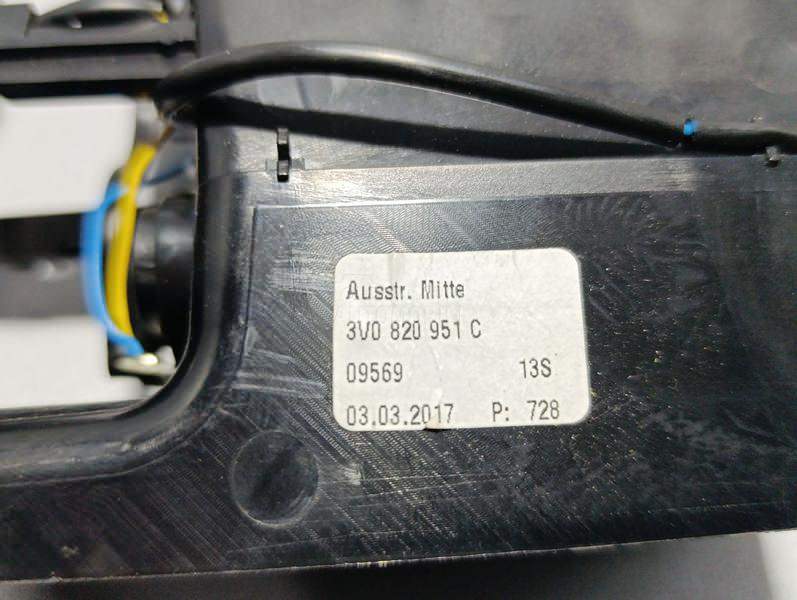 Ausstr. Mitte
3V0 820 951 C
09569 13S
03.03.2017 P: 728